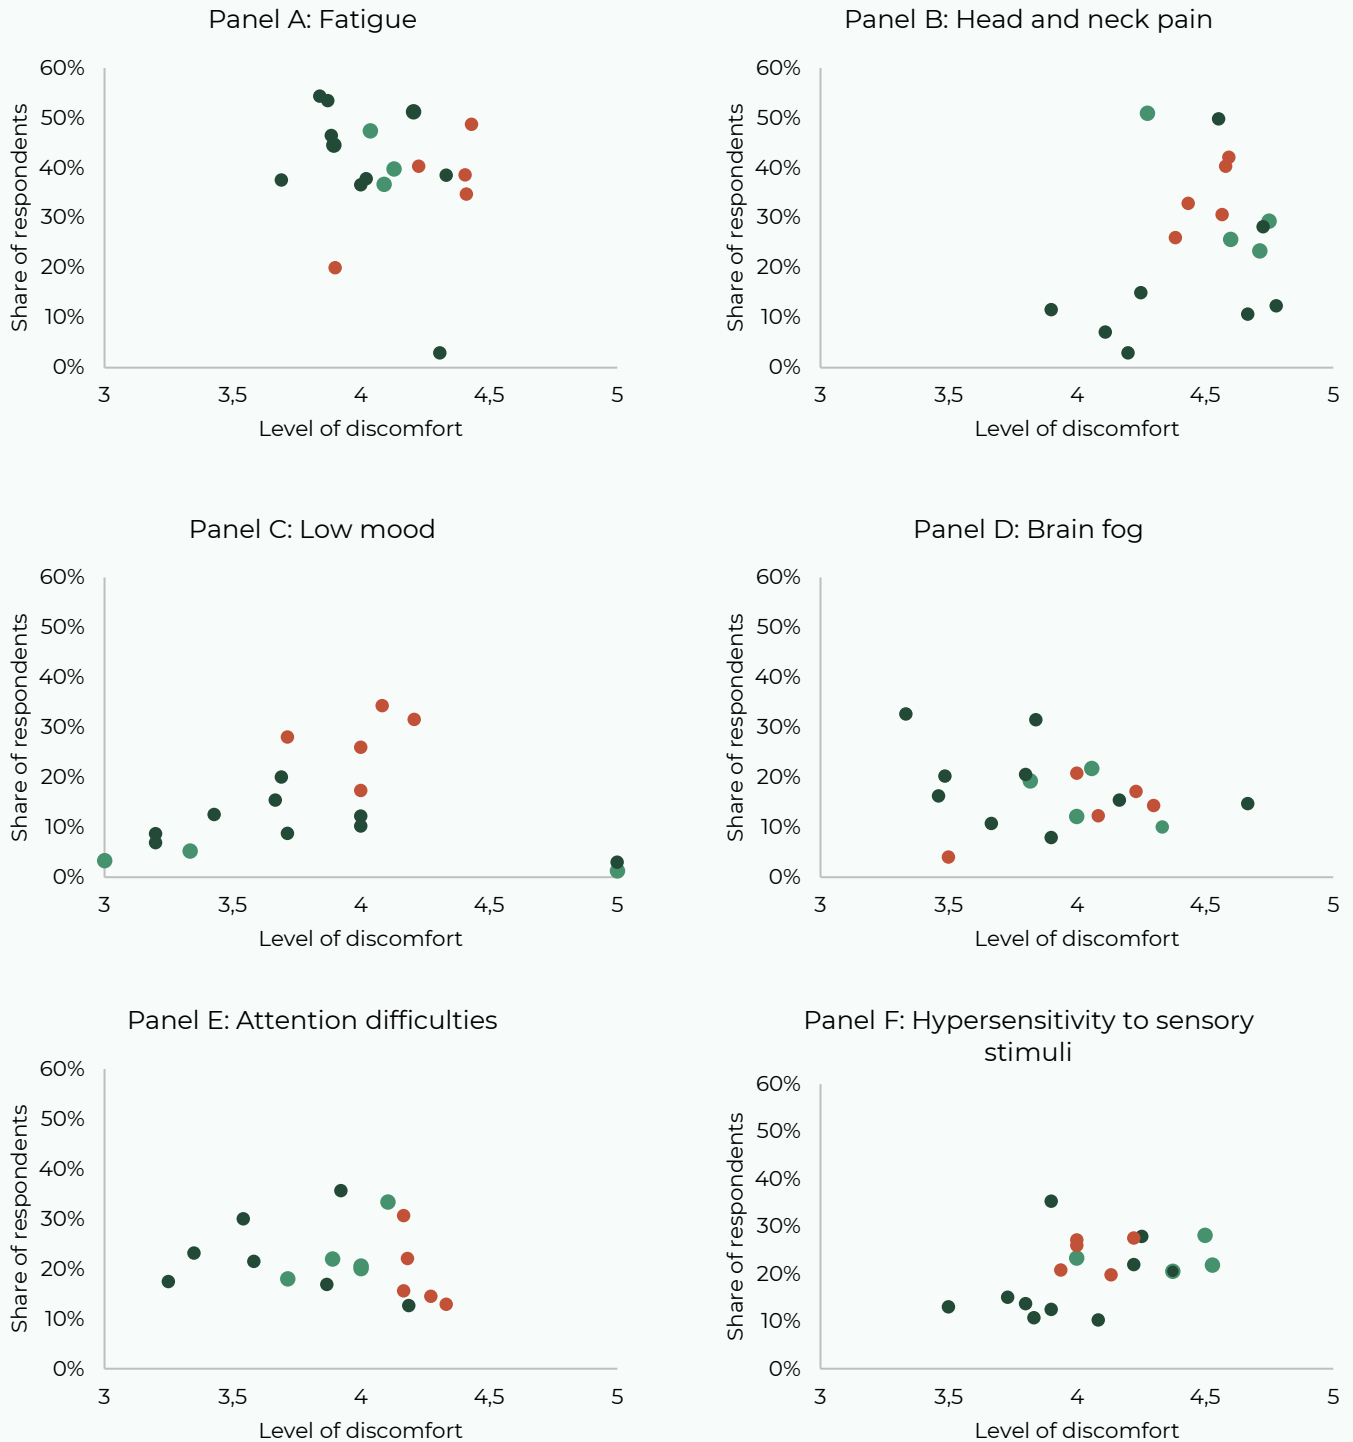 Panel A: Fatigue
60%
50%
40%
30%
20%
10%
0%
Share of respondents
3 3,5 4 4,5 5
Level of discomfort
Panel B: Head and neck pain
60%
50%
40%
30%
20%
10%
0%
Share of respondents
3 3,5 4 4,5 5
Level of discomfort
Panel C: Low mood
60%
50%
40%
30%
20%
10%
0%
Share of respondents
3 3,5 4 4,5 5
Level of discomfort
Panel D: Brain fog
60%
50%
40%
30%
20%
10%
0%
Share of respondents
3 3,5 4 4,5 5
Level of discomfort
Panel E: Attention difficulties
60%
50%
40%
30%
20%
10%
0%
Share of respondents
3 3,5 4 4,5 5
Level of discomfort
Panel F: Hypersensitivity to sensory
stimuli
60%
50%
40%
30%
20%
10%
0%
Share of respondents
3 3,5 4 4,5 5
Level of discomfort